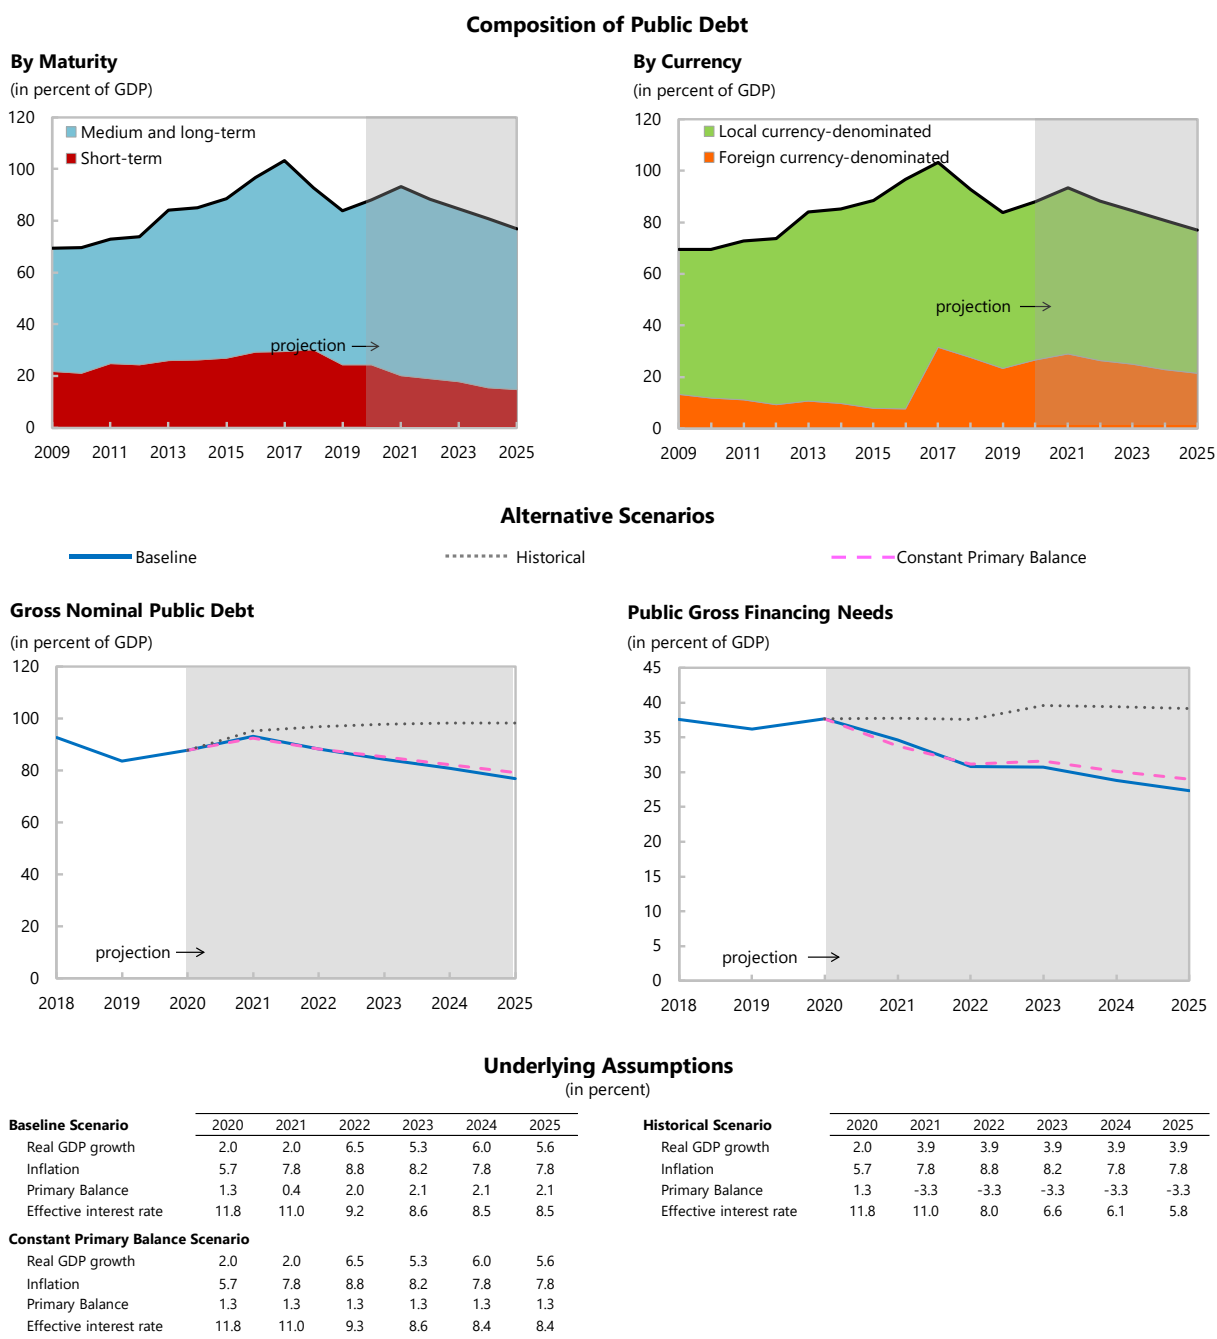 Composition of Public Debt
By Maturity
(in percent of GDP)
120
100
80
60
40
20
0
Medium and long-term
Short-term
projection
2009 2011 2013 2015 2017 2019 2021 2023 2025
By Currency
(in percent of GDP)
120
100
80
60
40
20
0
Local currency-denominated
Foreign currency-denominated
projection
2009 2011 2013 2015 2017 2019 2021 2023 2025
Alternative Scenarios
Baseline Historical Constant Primary Balance
Gross Nominal Public Debt
(in percent of GDP)
120
100
80
60
40
20
0
projection
2018 2019 2020 2021 2022 2023 2024 2025
Public Gross Financing Needs
(in percent of GDP)
45
40
35
30
25
20
15
10
5
0
projection
2018 2019 2020 2021 2022 2023 2024 2025
Underlying Assumptions
(in percent)
Baseline Scenario 2020 2021 2022 2023 2024 2025
Real GDP growth 2.0 2.0 6.5 5.3 6.0 5.6
Inflation 5.7 7.8 8.8 8.2 7.8 7.8
Primary Balance 1.3 0.4 2.0 2.1 2.1 2.1
Effective interest rate 11.8 11.0 9.2 8.6 8.5 8.5
Constant Primary Balance Scenario
Real GDP growth 2.0 2.0 6.5 5.3 6.0 5.6
Inflation 5.7 7.8 8.8 8.2 7.8 7.8
Primary Balance 1.3 1.3 1.3 1.3 1.3 1.3
Effective interest rate 11.8 11.0 9.3 8.6 8.4 8.4
Historical Scenario 2020 2021 2022 2023 2024 2025
Real GDP growth 2.0 3.9 3.9 3.9 3.9 3.9
Inflation 5.7 7.8 8.8 8.2 7.8 7.8
Primary Balance 1.3 -3.3 -3.3 -3.3 -3.3 -3.3
Effective interest rate 11.8 11.0 8.0 6.6 6.1 5.8